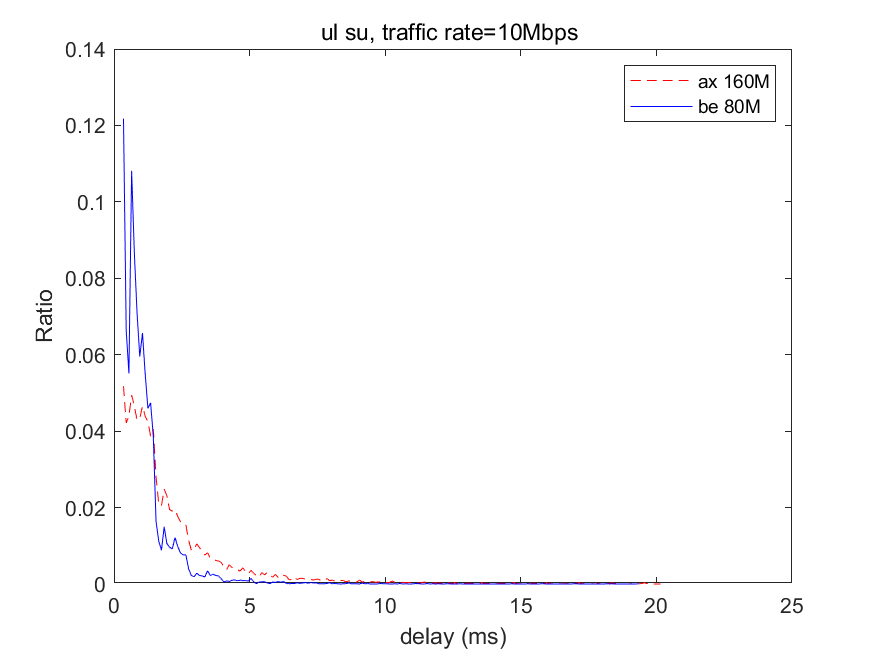 ul su, traffic rate=10Mbps
ax 160M
be 80M
0.14
0.12
0.1
0.08
0.06
0.04
0.02
0
Ratio
0 5 10 15 20 25
delay (ms)